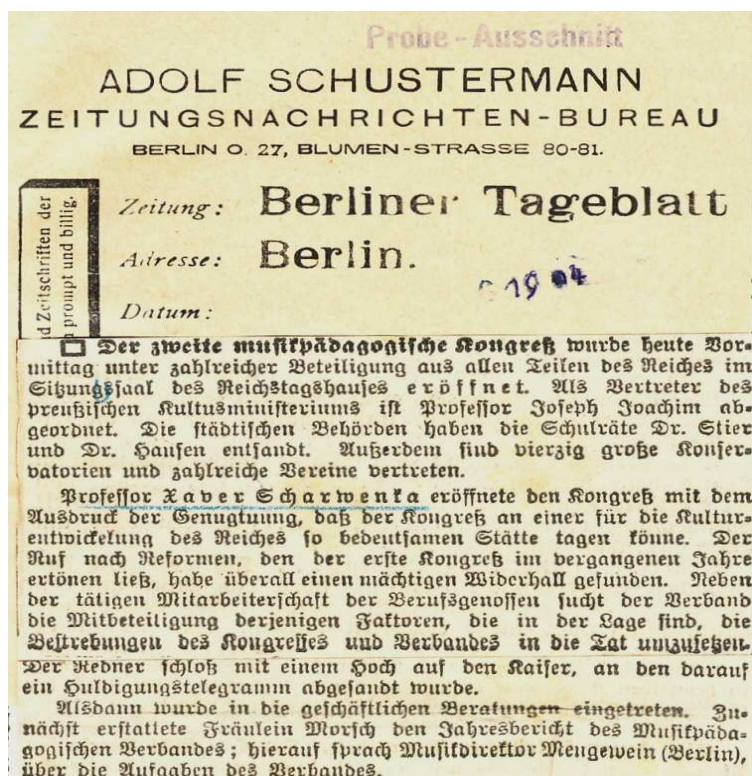 Probe - Ausschnitt
ADOLF SCHUSTERMANN
ZEITUNGSNACHRICHTEN-BUREAU
BERLIN O. 27, BLUMEN-STRASSE 80-81.
d Zeitschriften der
prompt und billig.
Zeitung: Berliner Tageblatt
Adresse: Berlin.
1904
Datum:
Der zweite musikpädagogische Kongreß wurde heute Vor-
mittag unter zahlreicher Beteiligung aus allen Teilen des Reiches im
Sitzungssaal des Reichstagshauses eröffnet. Als Vertreter des
preußischen Kultusministeriums ist Professor Joseph Joachim ab-
geordnet. Die städtischen Behörden haben die Schulräte Dr. Stier
und Dr. Hansen entsandt. Außerdem sind vierzig große Konser-
vatorien und zahlreiche Vereine vertreten.
Professor Xaver Scharwenka eröffnete den Kongreß mit dem
Ausdruck der Genugtuung, daß der Kongreß an einer für die Kultur-
entwickelung des Reiches so bedeutsamen Stätte tagen könne. Der
Ruf nach Reformen, den der erste Kongreß im vergangenen Jahre
ertönen ließ, habe überall einen mächtigen Widerhall gefunden. Neben
der tätigen Mitarbeiterschaft der Berufsgenossen sucht der Verband
die Mitbeteiligung derjenigen Faktoren, die in der Lage sind, die
Bestrebungen des Kongresses und Verbandes in die Tat umzusetzen.
Der Redner schloß mit einem Hoch auf den Kaiser, an den darauf
ein Huldigungstelegramm abgesandt wurde.
Alsdann wurde in die geschäftlichen Beratungen eingetreten. Zu-
nächst erstattete Fräulein Morsch den Jahresbericht des Musikpäda-
gogischen Verbandes; hierauf sprach Musikdirektor Mengewein (Berlin),
über die Aufgaben des Verbandes.